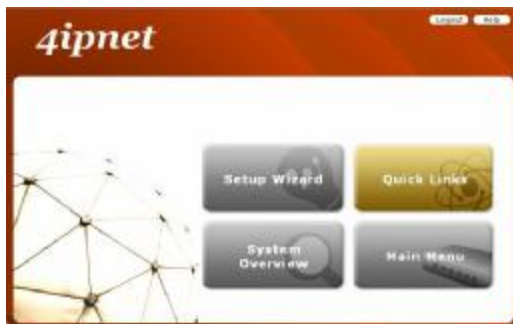 4ipnet
Logout Help
Setup Wizard
Quick Links
System
Overview
Main Menu